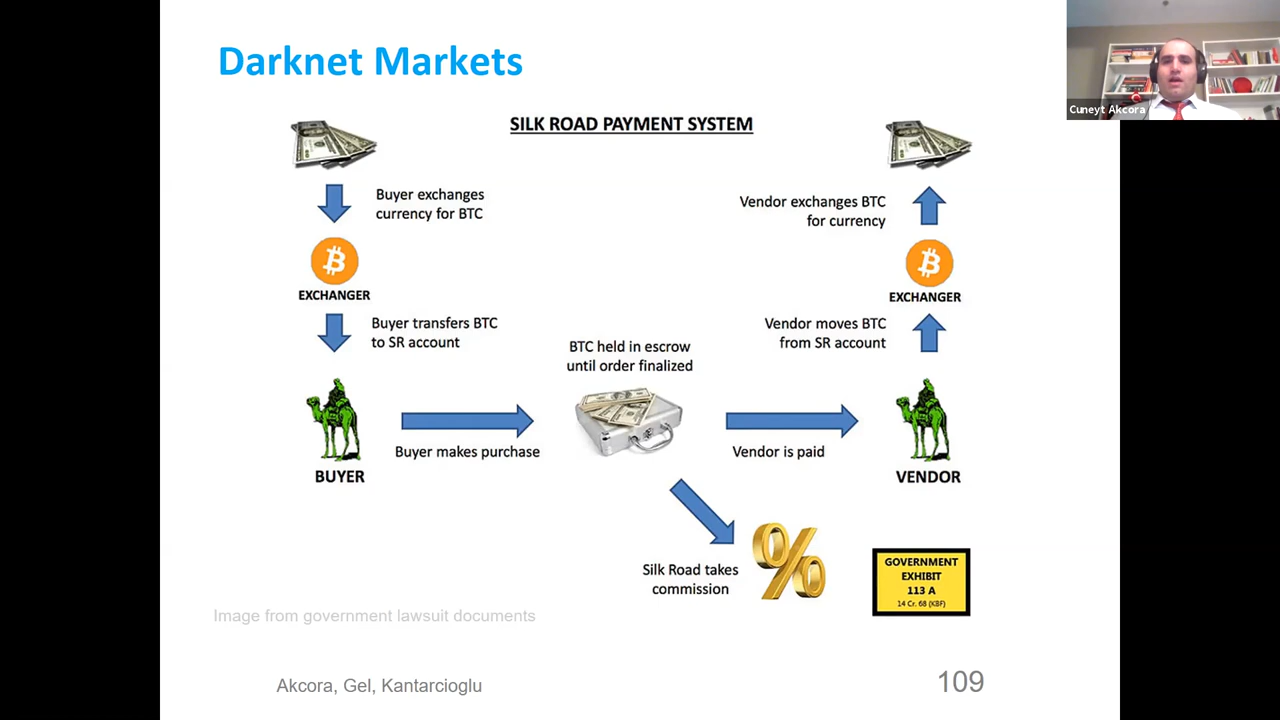 Darknet Markets
Cuneyt Akcora
SILK ROAD PAYMENT SYSTEM
Buyer exchanges
currency for BTC
Vendor exchanges BTC
for currency
EXCHANGER
EXCHANGER
Buyer transfers BTC
to SR account
Vendor moves BTC
from SR account
BTC held in escrow
until order finalized
Buyer makes purchase
Vendor is paid
BUYER
VENDOR
Silk Road takes
commission
%
GOVERNMENT
EXHIBIT
113 A
14 Cr. 68 (KBF)
Image from government lawsuit documents
Akcora, Gel, Kantarcioglu
109